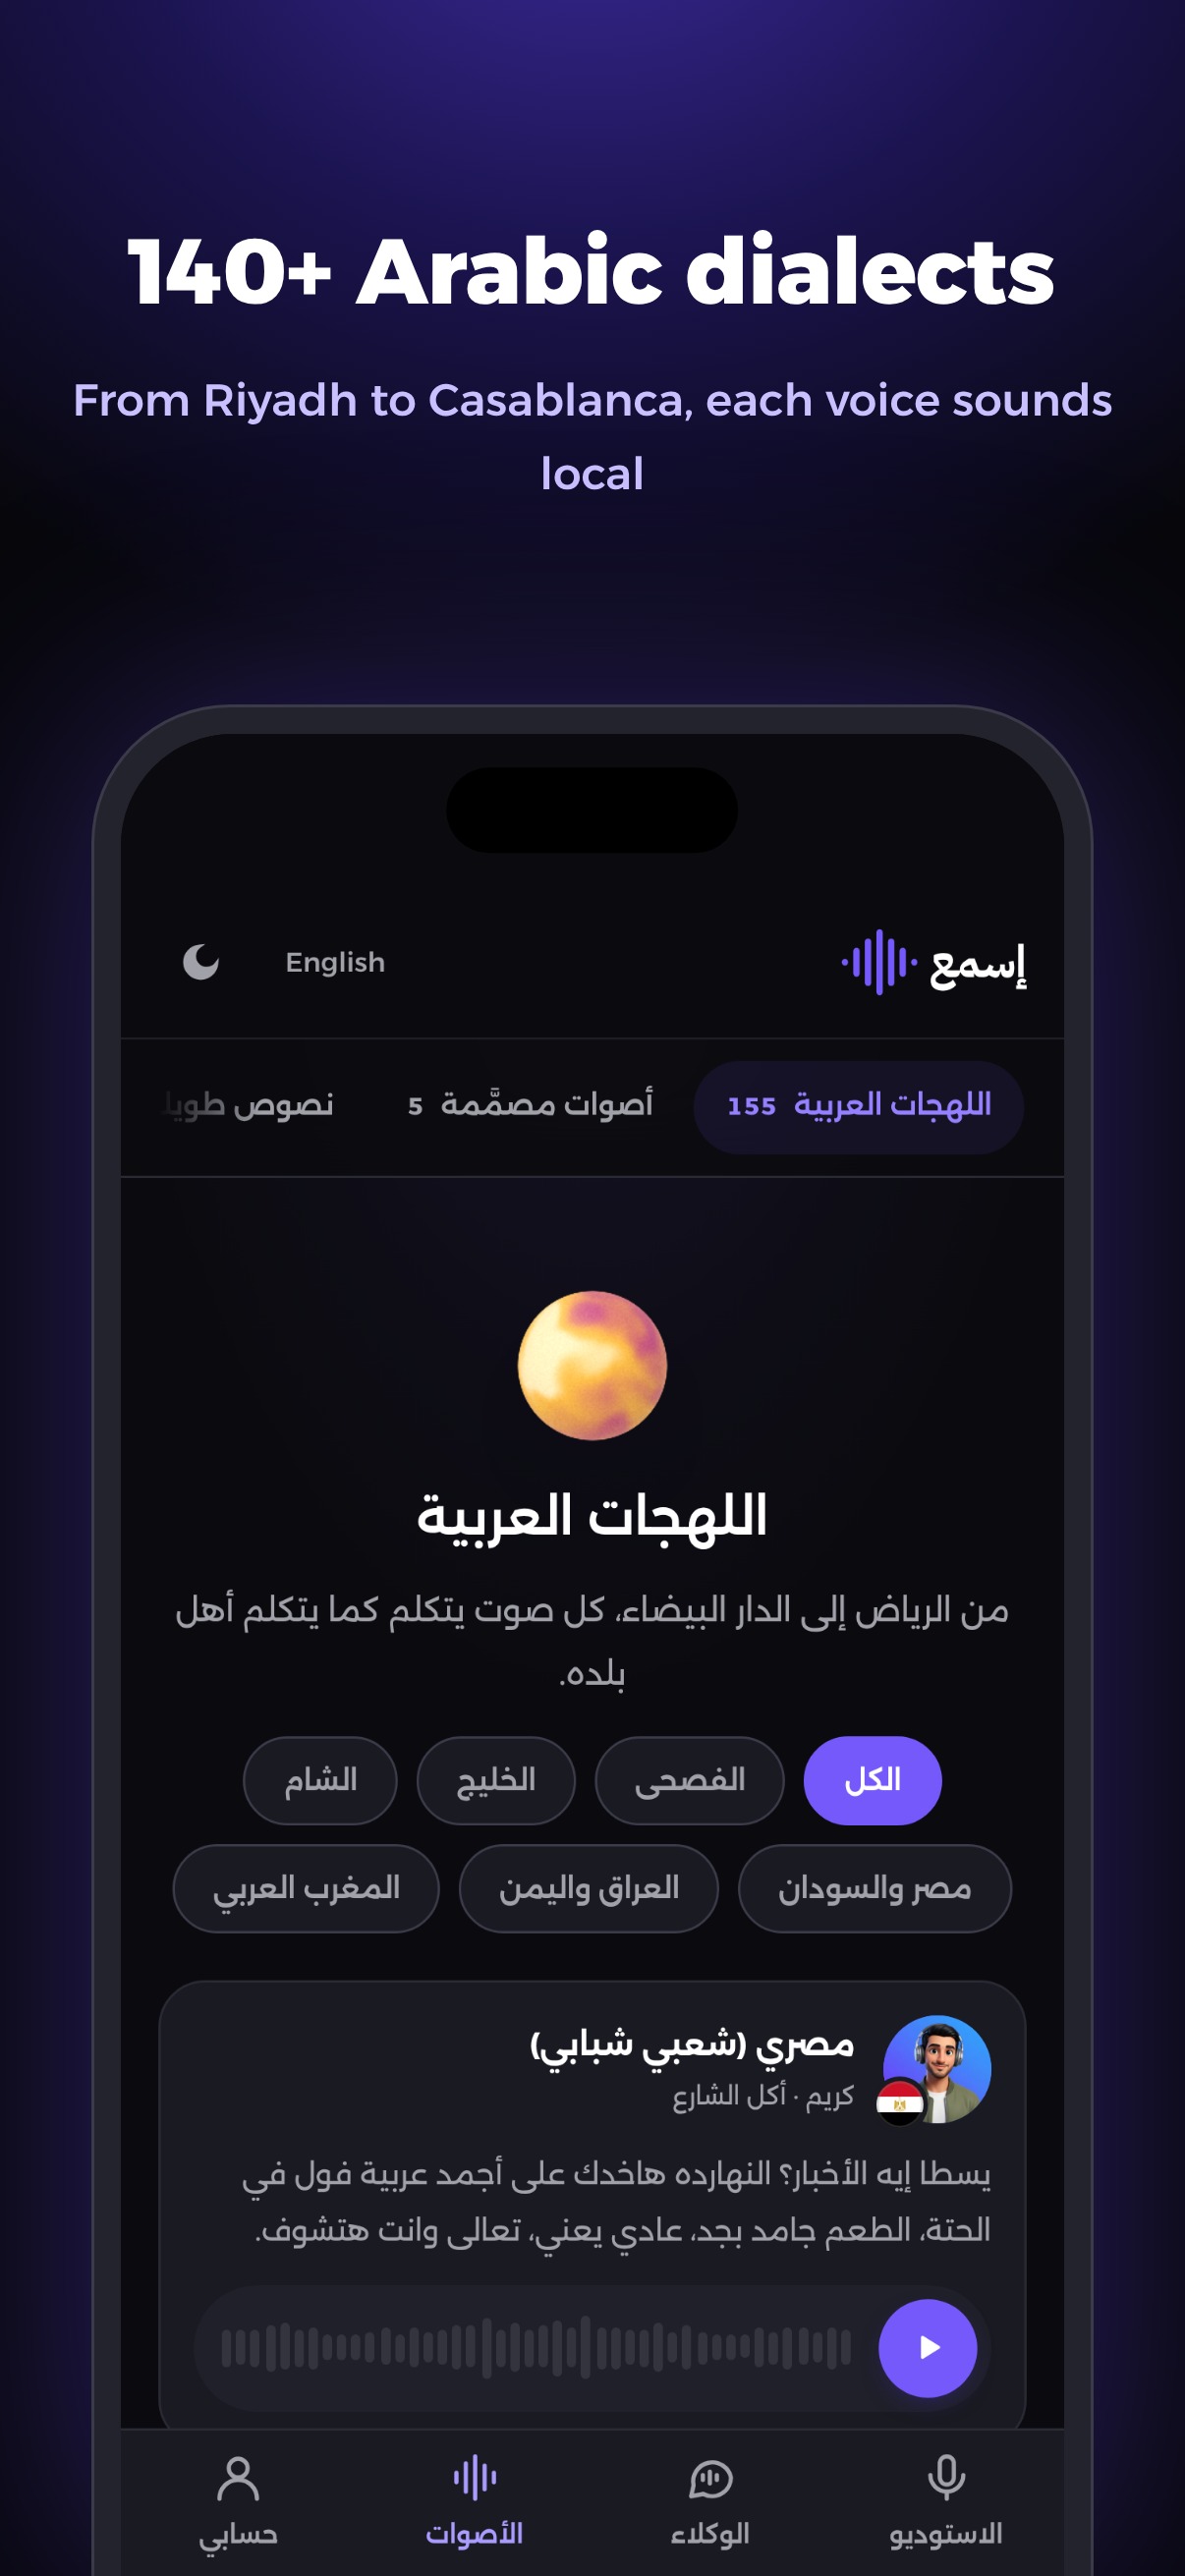 140+ Arabic dialects
From Riyadh to Casablanca, each voice sounds
local
إسمع
English
اللهجات العربية 155
أصوات مصمَّمة 5
نصوص
اللهجات العربية
من الرياض إلى الدار البيضاء، كل صوت يتكلم كما يتكلم أهل
بلده.
الكل
الفصحى
الخليج
الشام
مصر والسودان
العراق واليمن
المغرب العربي
مصري (شعبي شبابي)
كريم · أكل الشارع
يسطا إيه الأخبار؟ النهارده هاخدك على أجمد عربية فول في
الحتة، الطعم جامد بجد، عادي يعني، تعالى وانت هتشوف.
الاستوديو
الوكلاء
الأصوات
حسابي